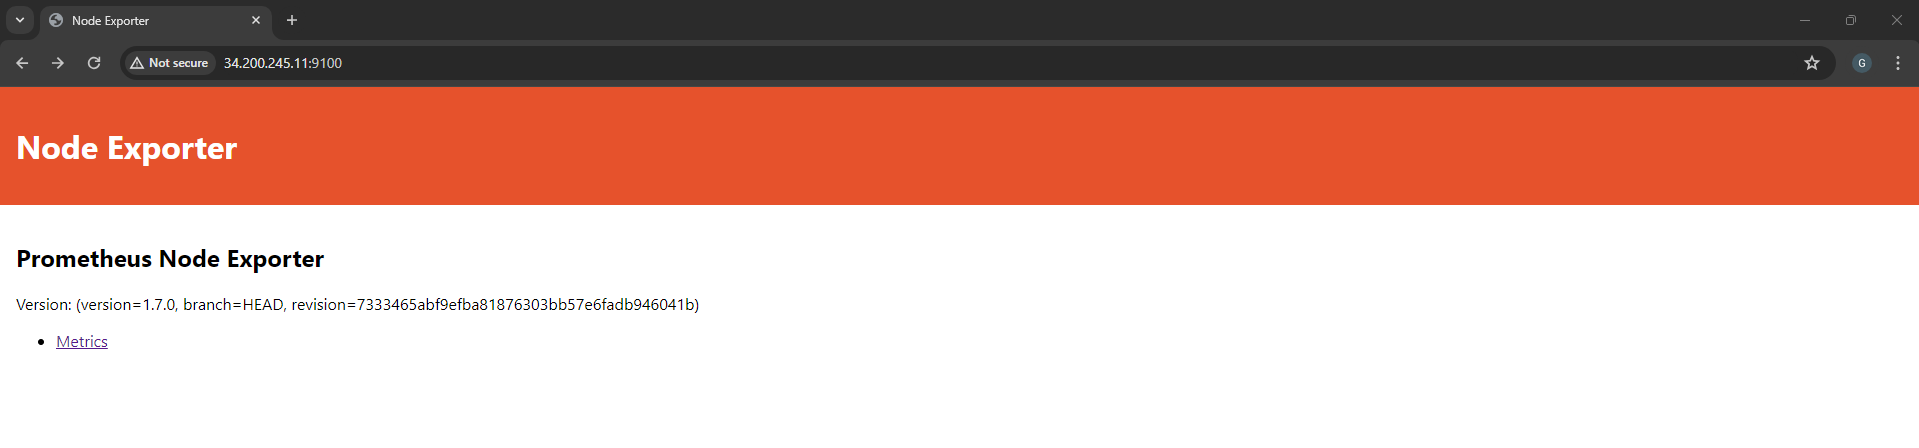 Node Exporter
Not secure
34.200.245.11:9100
G
Node Exporter
Prometheus Node Exporter
Version: (version=1.7.0, branch=HEAD, revision=7333465abf9efba81876303bb57e6fadb946041b)
Metrics